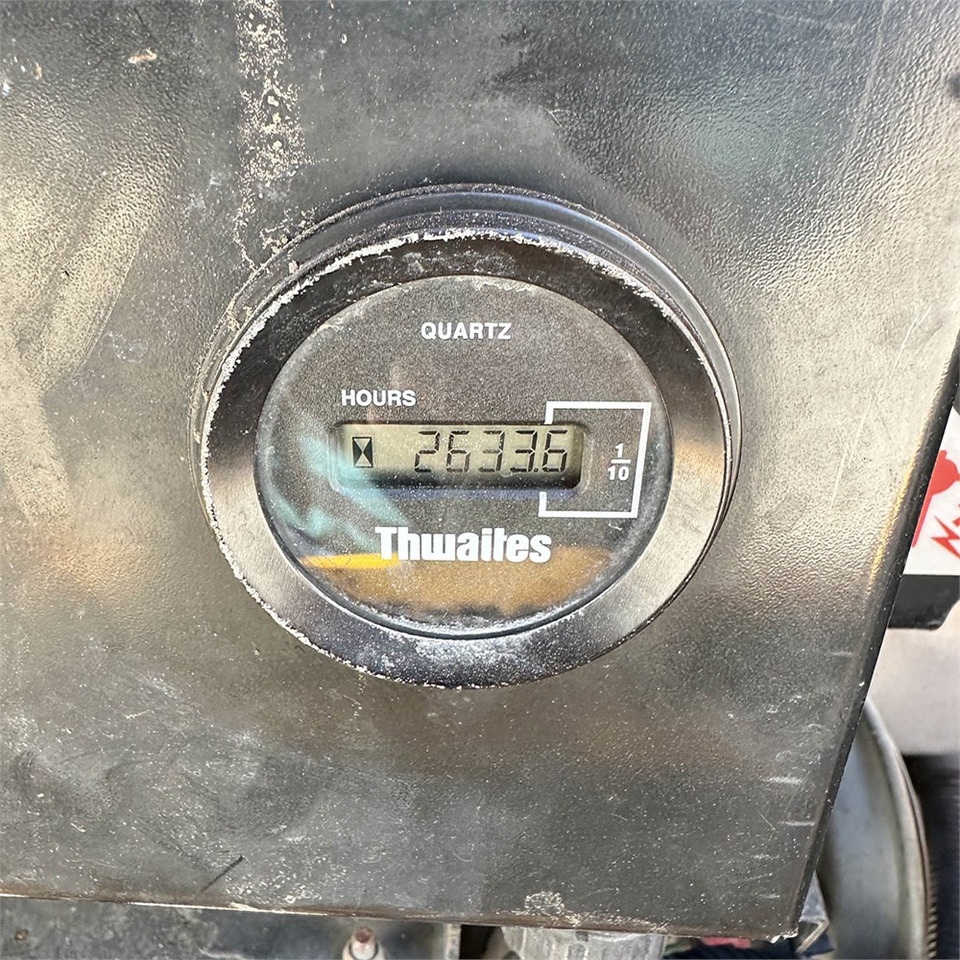 QUARTZ
HOURS
2633.6
1/10
Thwaites